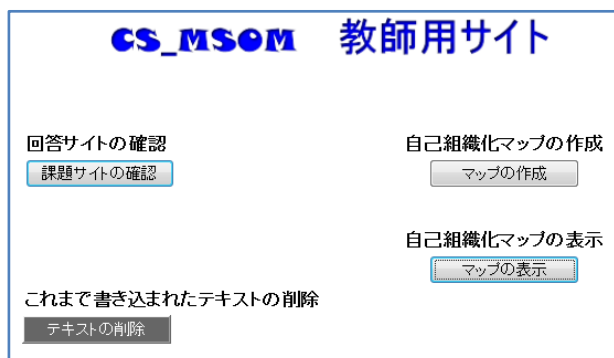 CS_MSOM 教師用サイト
回答サイトの確認
課題サイトの確認
自己組織化マップの作成
マップの作成
自己組織化マップの表示
マップの表示
これまで書き込まれたテキストの削除
テキストの削除